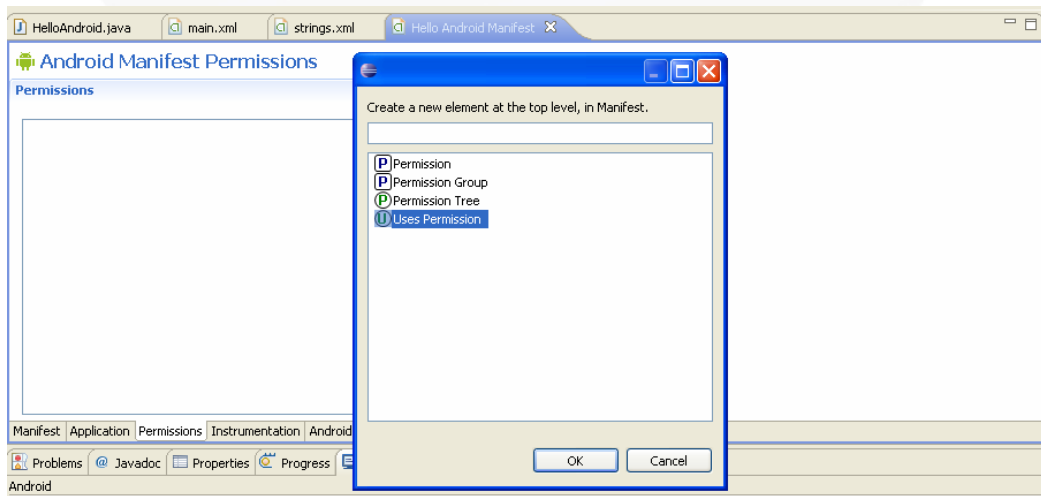 HelloAndroid.java main.xml strings.xml Hello Android Manifest
Android Manifest Permissions
Permissions
Create a new element at the top level, in Manifest.
P Permission
P Permission Group
P Permission Tree
U Uses Permission
OK Cancel
Manifest Application Permissions Instrumentation Android
Problems @ Javadoc Properties Progress
Android